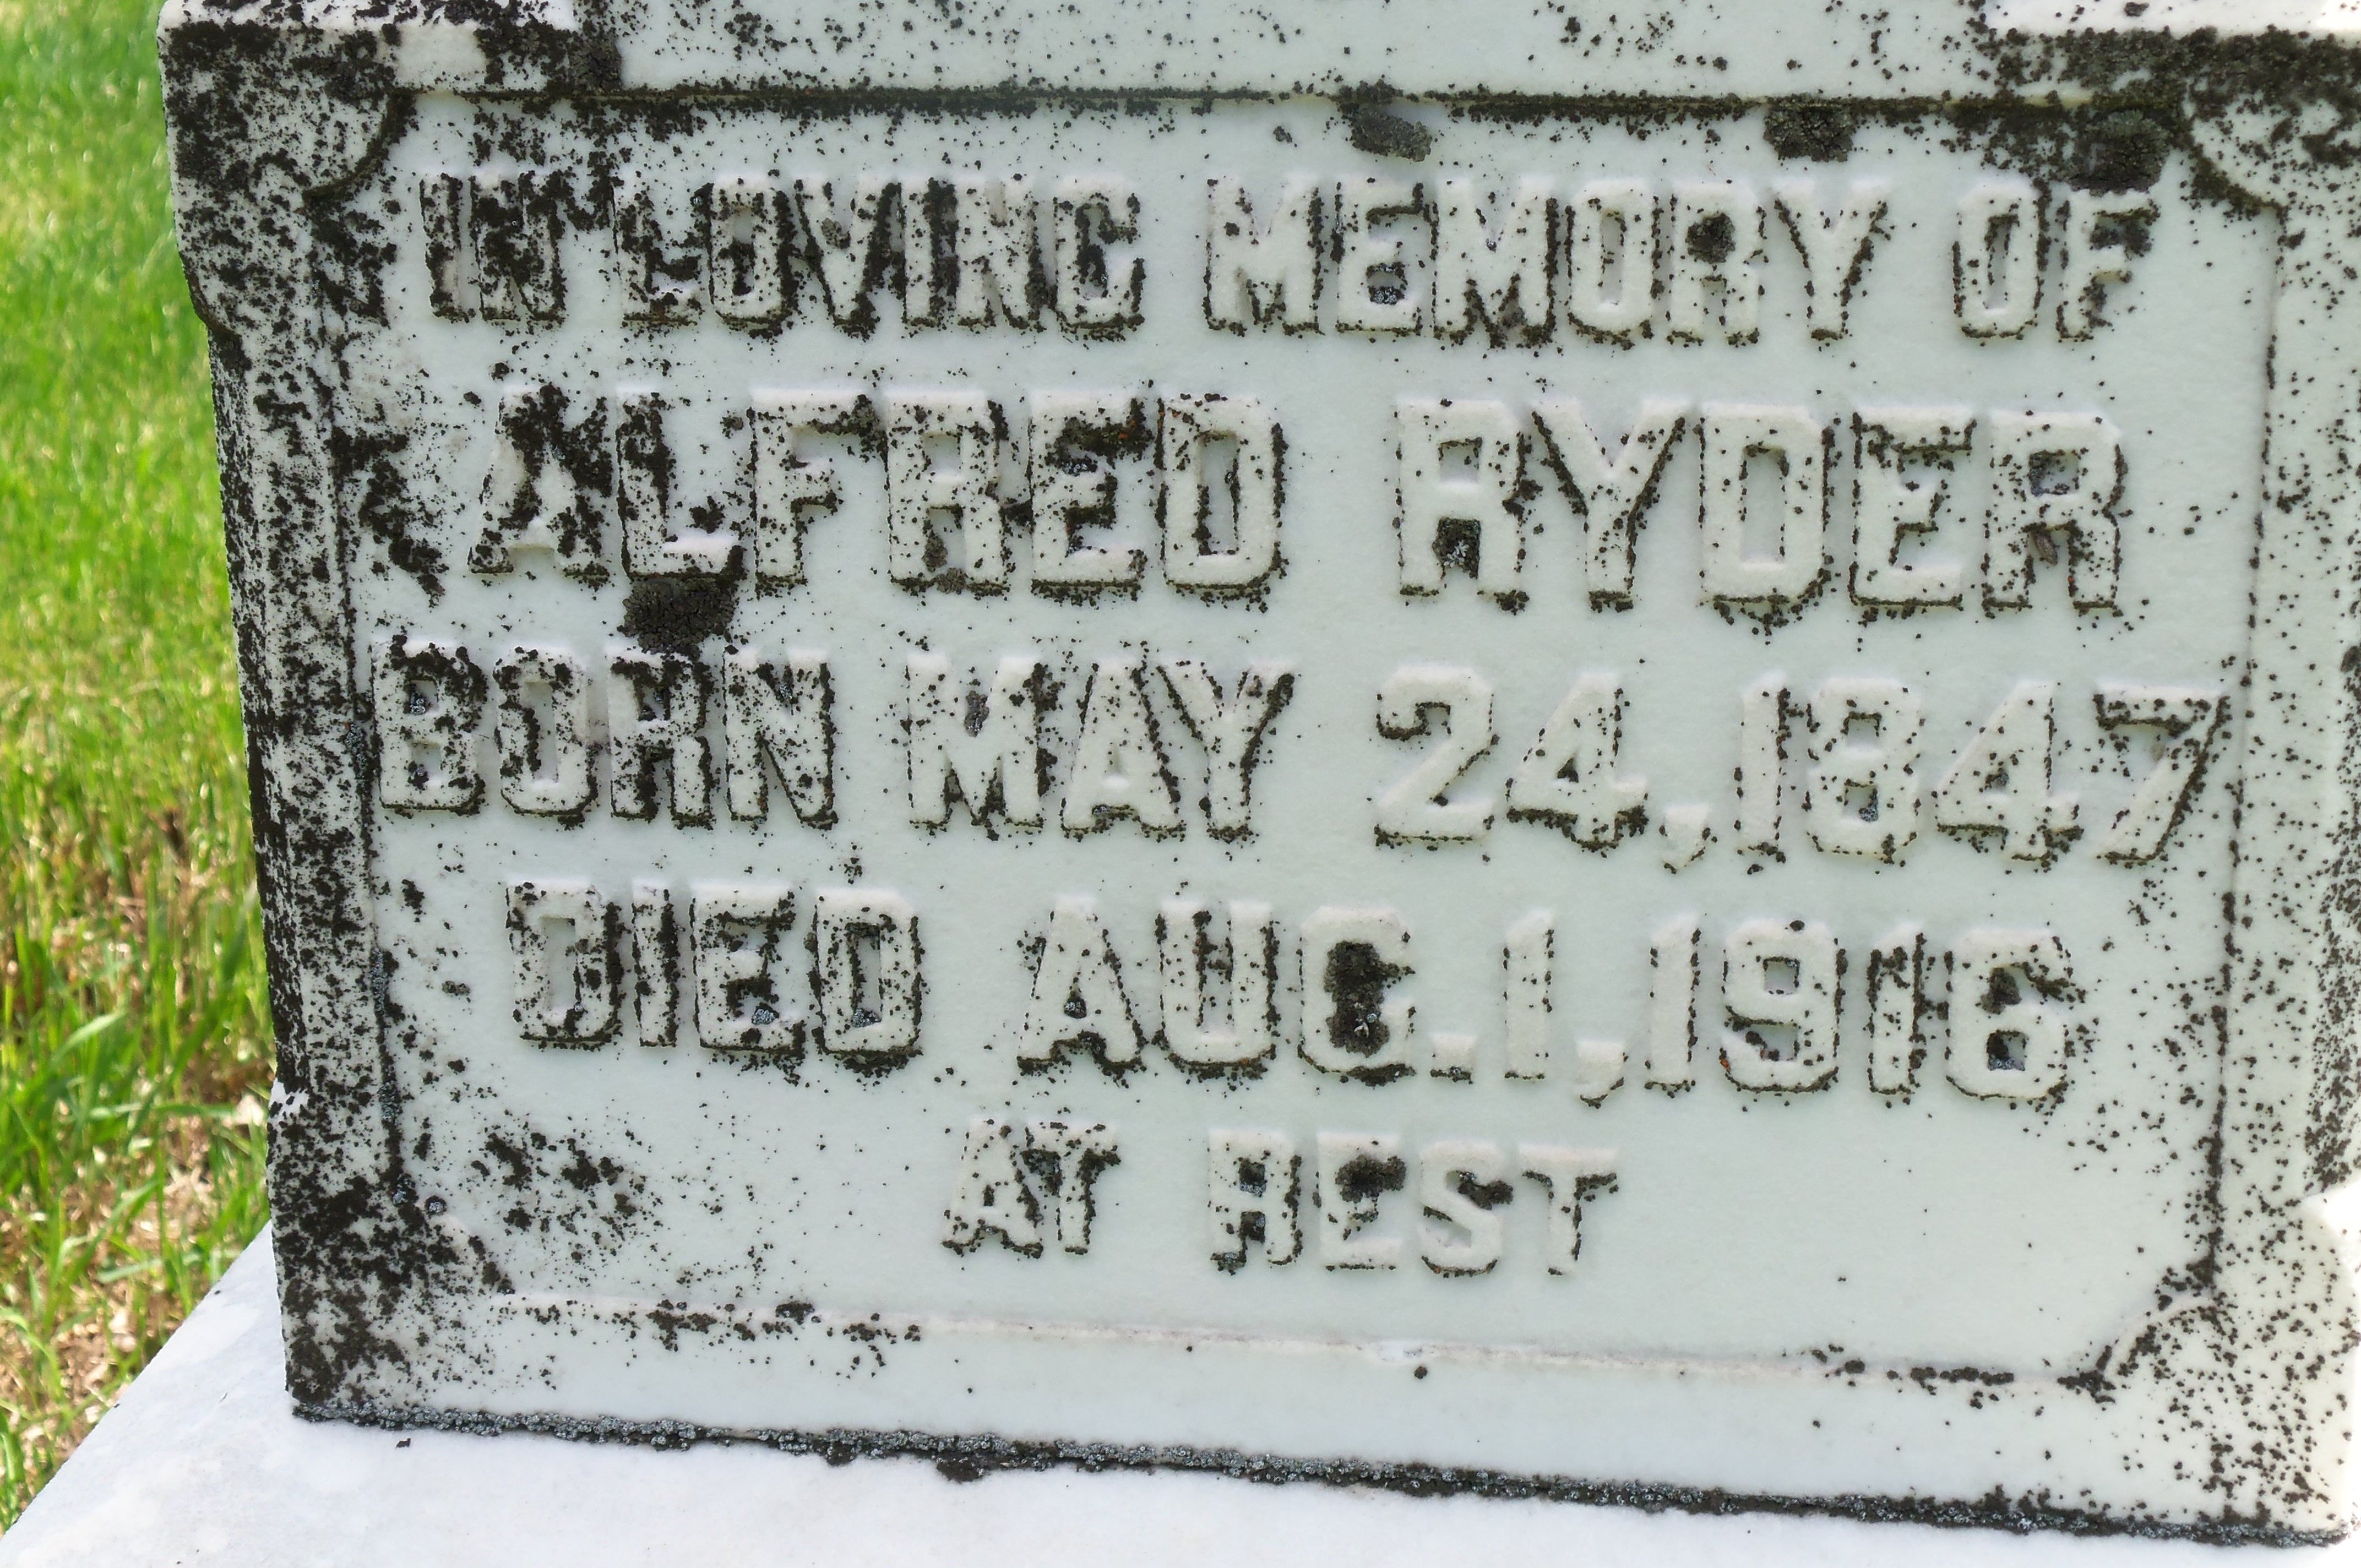 IN LOVING MEMORY OF
ALFRED RYDER
BORN MAY 24, 1847
DIED AUG. 1, 1916
AT REST